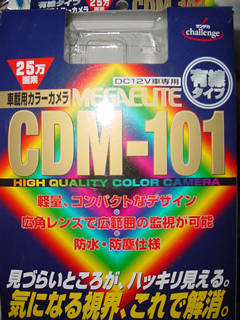 サンテカ
challenge
25万
画素
DC12V車専用
有線
タイプ
車載用カラーカメラ
MEGAELITE
CDM-101
HIGH QUALITY COLOR CAMERA
軽量、コンパクトなデザイン
広角レンズで広範囲の監視が可能
防水・防塵仕様
見づらいところが、ハッキリ見える。
気になる視界、これで解消。